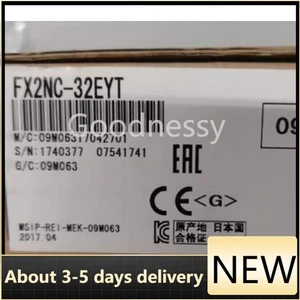 FX2NC-32EYT
Goodnessy
M/C:09M06317042701
S/N:1740377 07541741
G/C:09M063
09
EAC
CE<G>
MSIP-REI-MEK-09M063
2017.04
原产地 日本国
合格证
About 3-5 days delivery
NEW